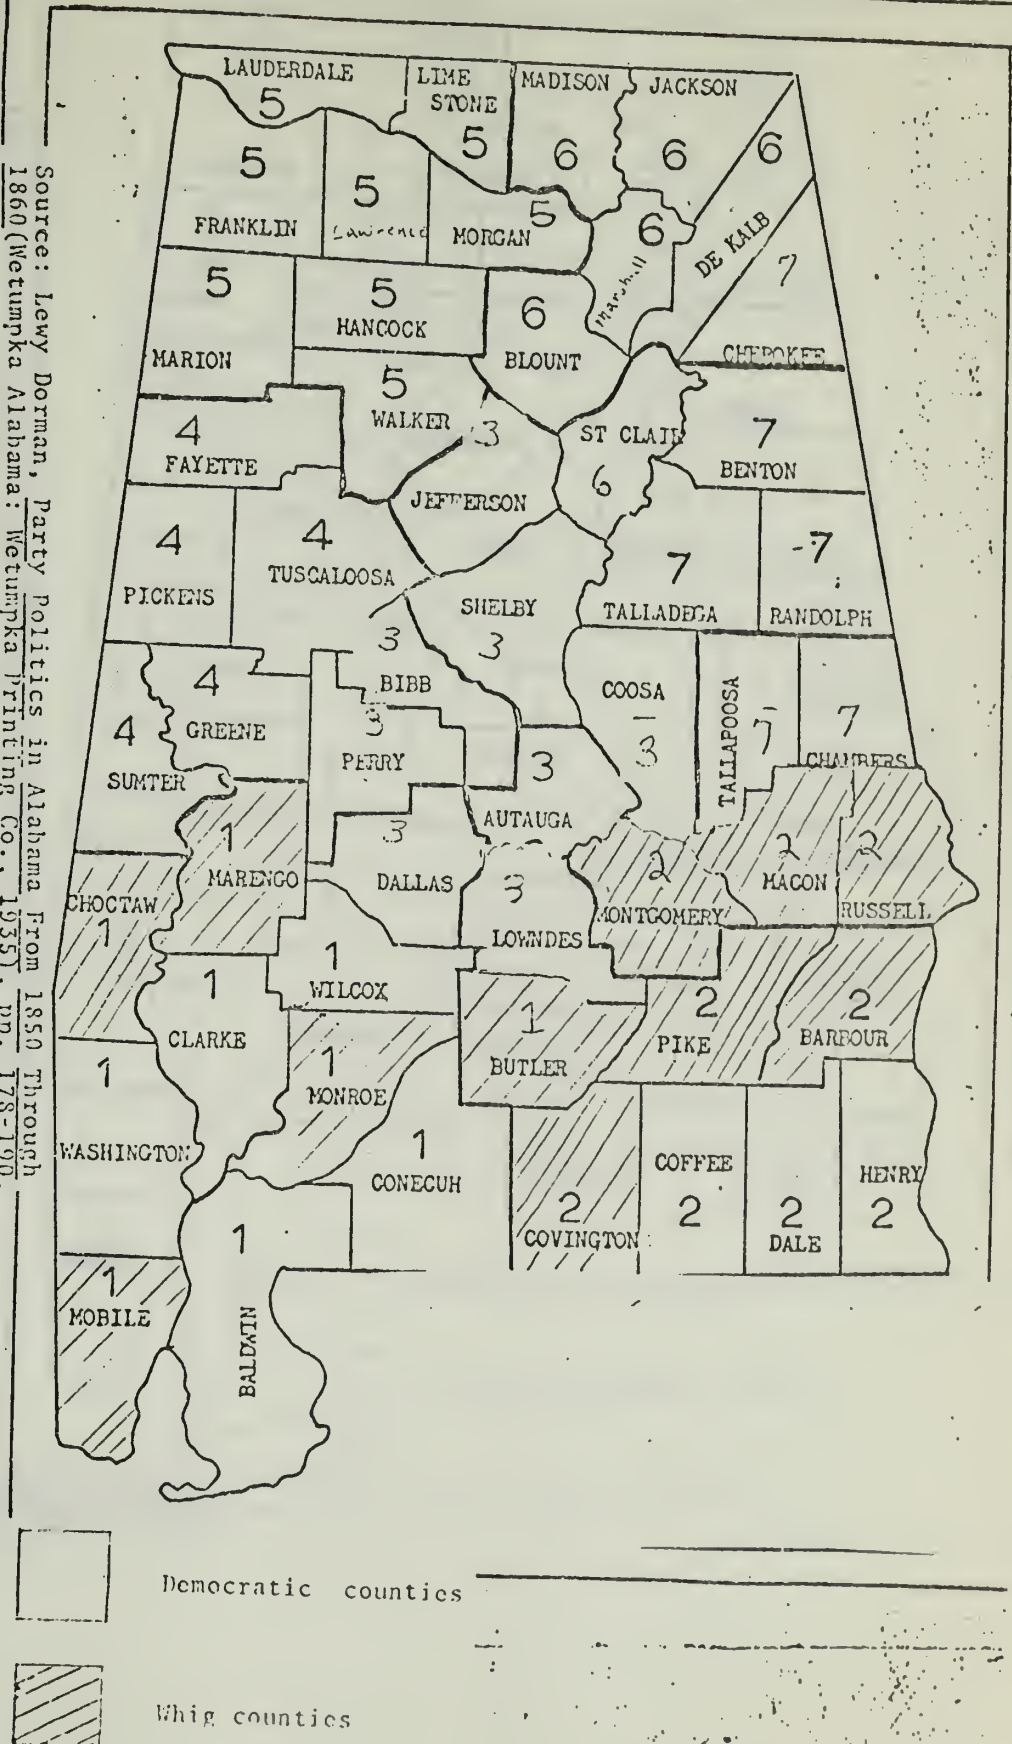 LAUDERDALE
5
LIME
STONE
5
MADISON
6
JACKSON
6
6
DE KALB
5
FRANKLIN
5
Lawrence
5
MORGAN
6
Marshall
7
CHEROKEE
5
MARION
5
HANCOCK
6
BLOUNT
5
WALKER
3
JEFFERSON
ST CLAIR
6
7
BENTON
4
FAYETTE
4
PICKENS
4
TUSCALOOSA
SHELBY
3
7
TALLADEGA
7
RANDOLPH
3
BIBB
4
GREENE
4
SUMTER
3
PERRY
3
AUTAUGA
COOSA
3
TALLAPOOSA
7
7
CHAMBERS
1
MARENGO
3
DALLAS
3
LOWNDES
2
MONTGOMERY
2
MACON
2
RUSSELL
CHOCTAW
1
1
CLARKE
1
WILCOX
1
MONROE
1
BUTLER
2
PIKE
2
BARBOUR
1
WASHINGTON
1
CONECUH
2
COVINGTON
COFFEE
2
2
DALE
HENRY
2
1
MOBILE
1
BALDWIN
Democratic counties
Whig counties
Source: Lewy Dorman, Party Politics in Alabama From 1850 Through
1860(Wetumpka Alabama: Wetumpka Printing Co., 1935), pp. 178-190.